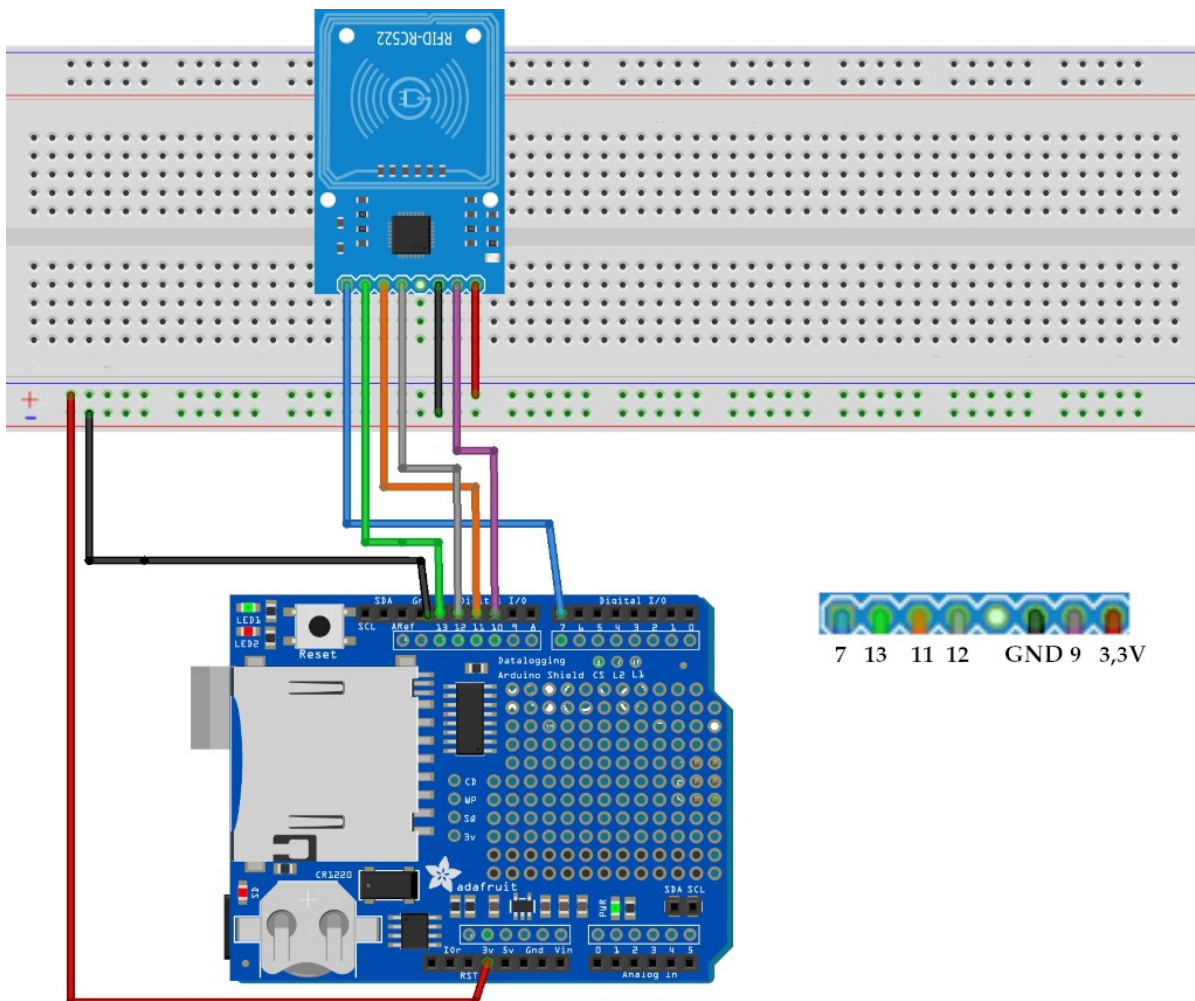 RFID-RC522
+
-
SDA Gnd Digital I/O Digital I/O
SCL ARef 13 12 11 10 9 8 7 6 5 4 3 2 1 0
LED1
LED2
Reset
Datalogging
Arduino Shield CS L2 L1
7 13 11 12 GND 9 3,3V
CD
WP
SQ
3v
CR1220
+
adafruit
SD
PWR
SDA SCL
IOr 3v 5v Gnd Vin 0 1 2 3 4 5
RST Analog In